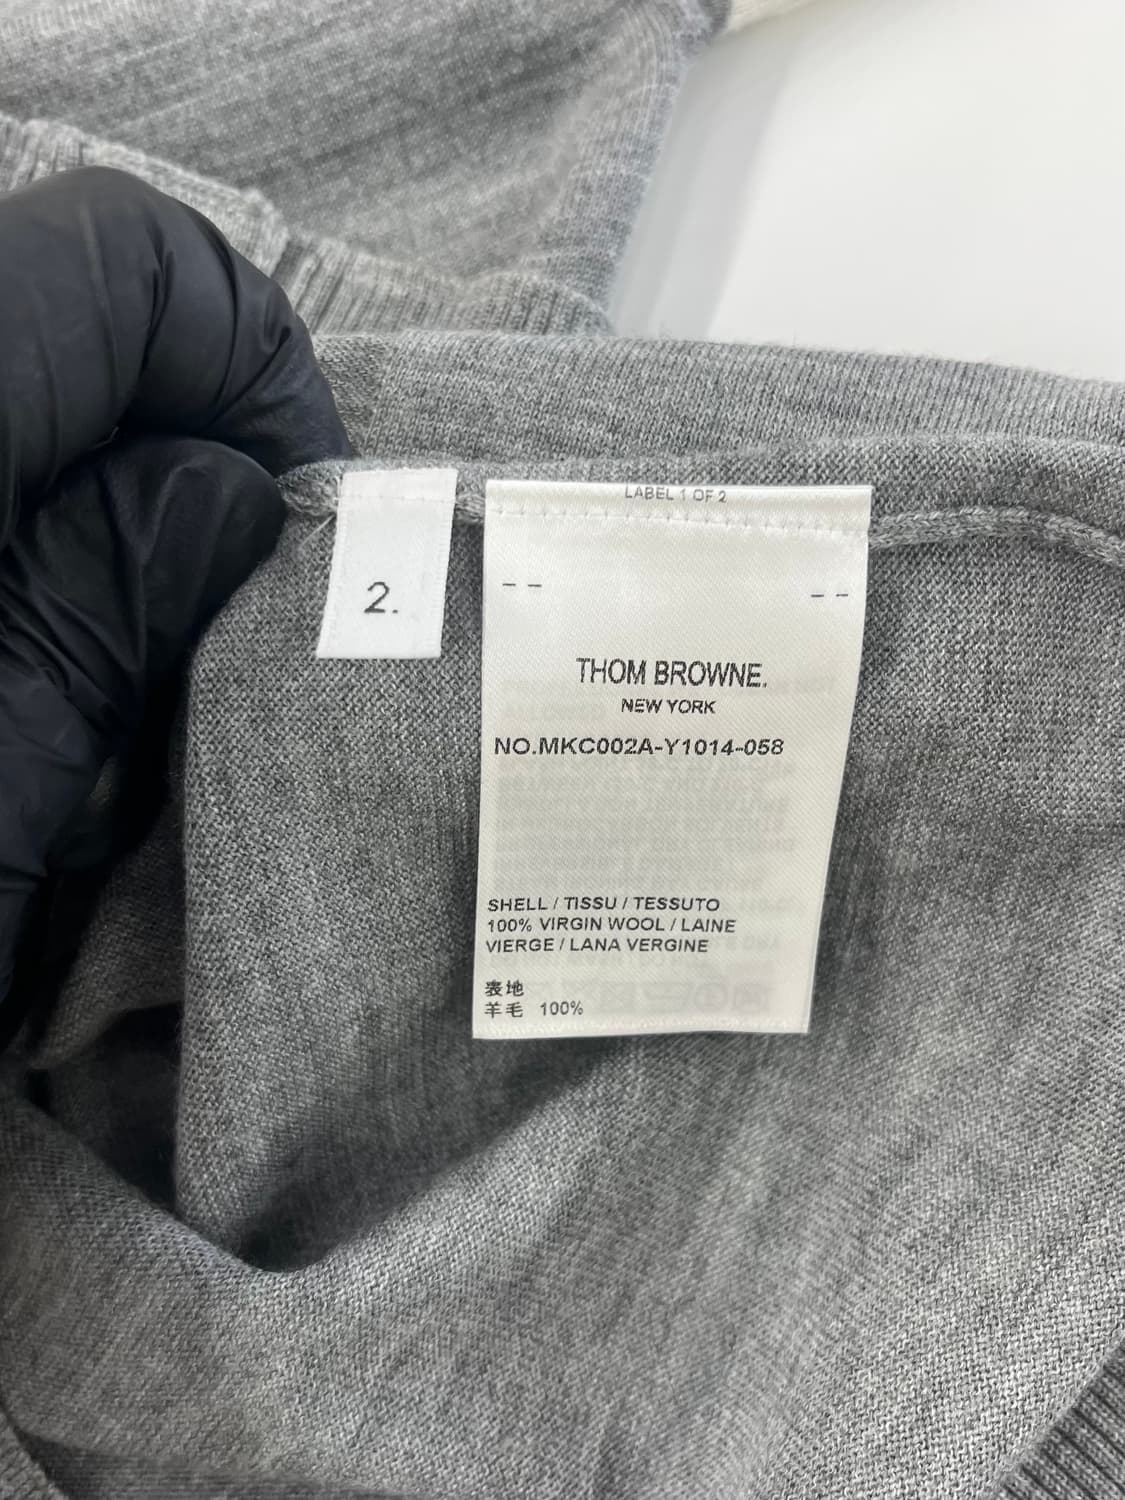 LABEL 1 OF 2
2.
-- --
THOM BROWNE.
NEW YORK
NO.MKC002A-Y1014-058
SHELL / TISSU / TESSUTO
100% VIRGIN WOOL / LAINE
VIERGE / LANA VERGINE
表地
羊毛 100%